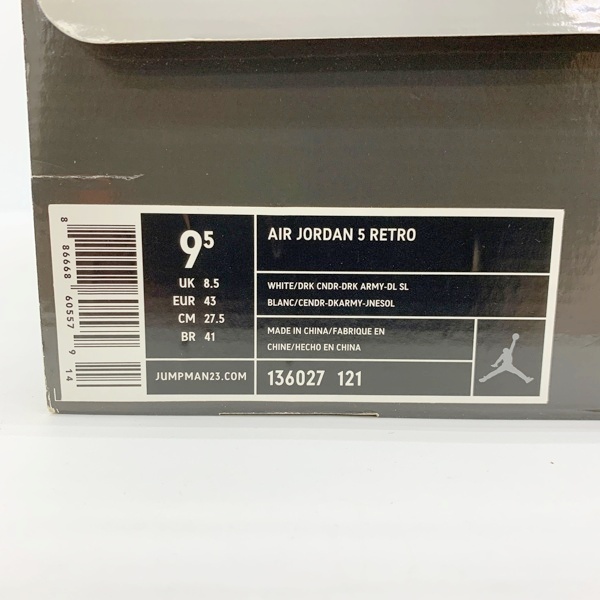 8 86668 60557 9 14
9⁵
UK 8.5
EUR 43
CM 27.5
BR 41
JUMPMAN23.COM
AIR JORDAN 5 RETRO
WHITE/DRK CNDR-DRK ARMY-DL SL
BLANC/CENDR-DKARMY-JNESOL
MADE IN CHINA/FABRIQUE EN
CHINE/HECHO EN CHINA
136027 121